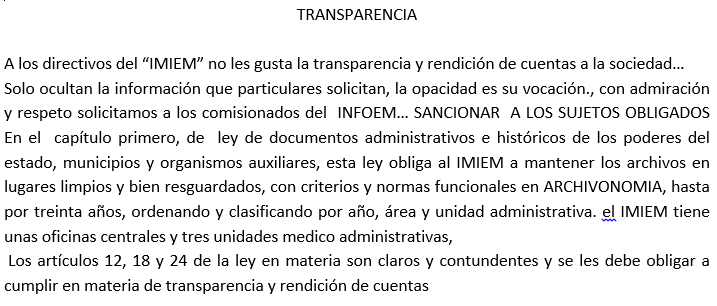 TRANSPARENCIA
A los directivos del “IMIEM” no les gusta la transparencia y rendición de cuentas a la sociedad...
Solo ocultan la información que particulares solicitan, la opacidad es su vocación., con admiración
y respeto solicitamos a los comisionados del  INFOEM... SANCIONAR  A LOS SUJETOS OBLIGADOS
En el  capítulo primero, de  ley de documentos administrativos e históricos de los poderes del
estado, municipios y organismos auxiliares, esta ley obliga al IMIEM a mantener los archivos en
lugares limpios y bien resguardados, con criterios y normas funcionales en ARCHIVONOMIA, hasta
por treinta años, ordenando y clasificando por año, área y unidad administrativa. el IMIEM tiene
unas oficinas centrales y tres unidades medico administrativas,
 Los artículos 12, 18 y 24 de la ley en materia son claros y contundentes y se les debe obligar a
cumplir en materia de transparencia y rendición de cuentas